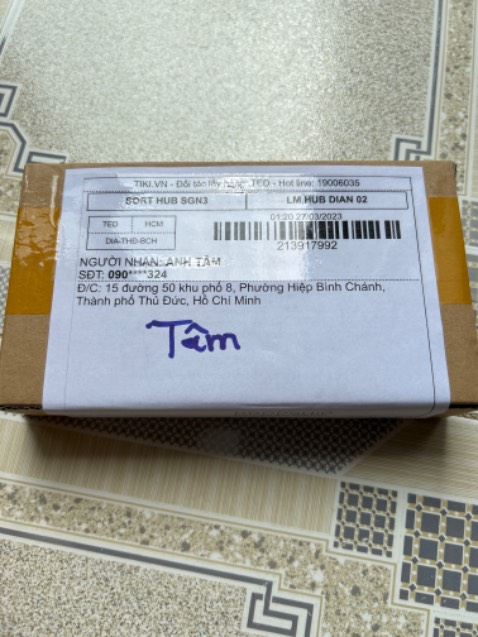 TIKI.VN - Đối tác lấy hàng: TEO - Hot line: 19006035
SORT HUB SGN3 LM.HUB DIAN 02
TEO HCM 01:20 27/03/2023
DIA-THĐ-BCH
213917992
NGƯỜI NHẬN: ANH TÂM
SĐT: 090****324
Đ/C: 15 đường 50 khu phố 8, Phường Hiệp Bình Chánh,
Thành phố Thủ Đức, Hồ Chí Minh
Tâm